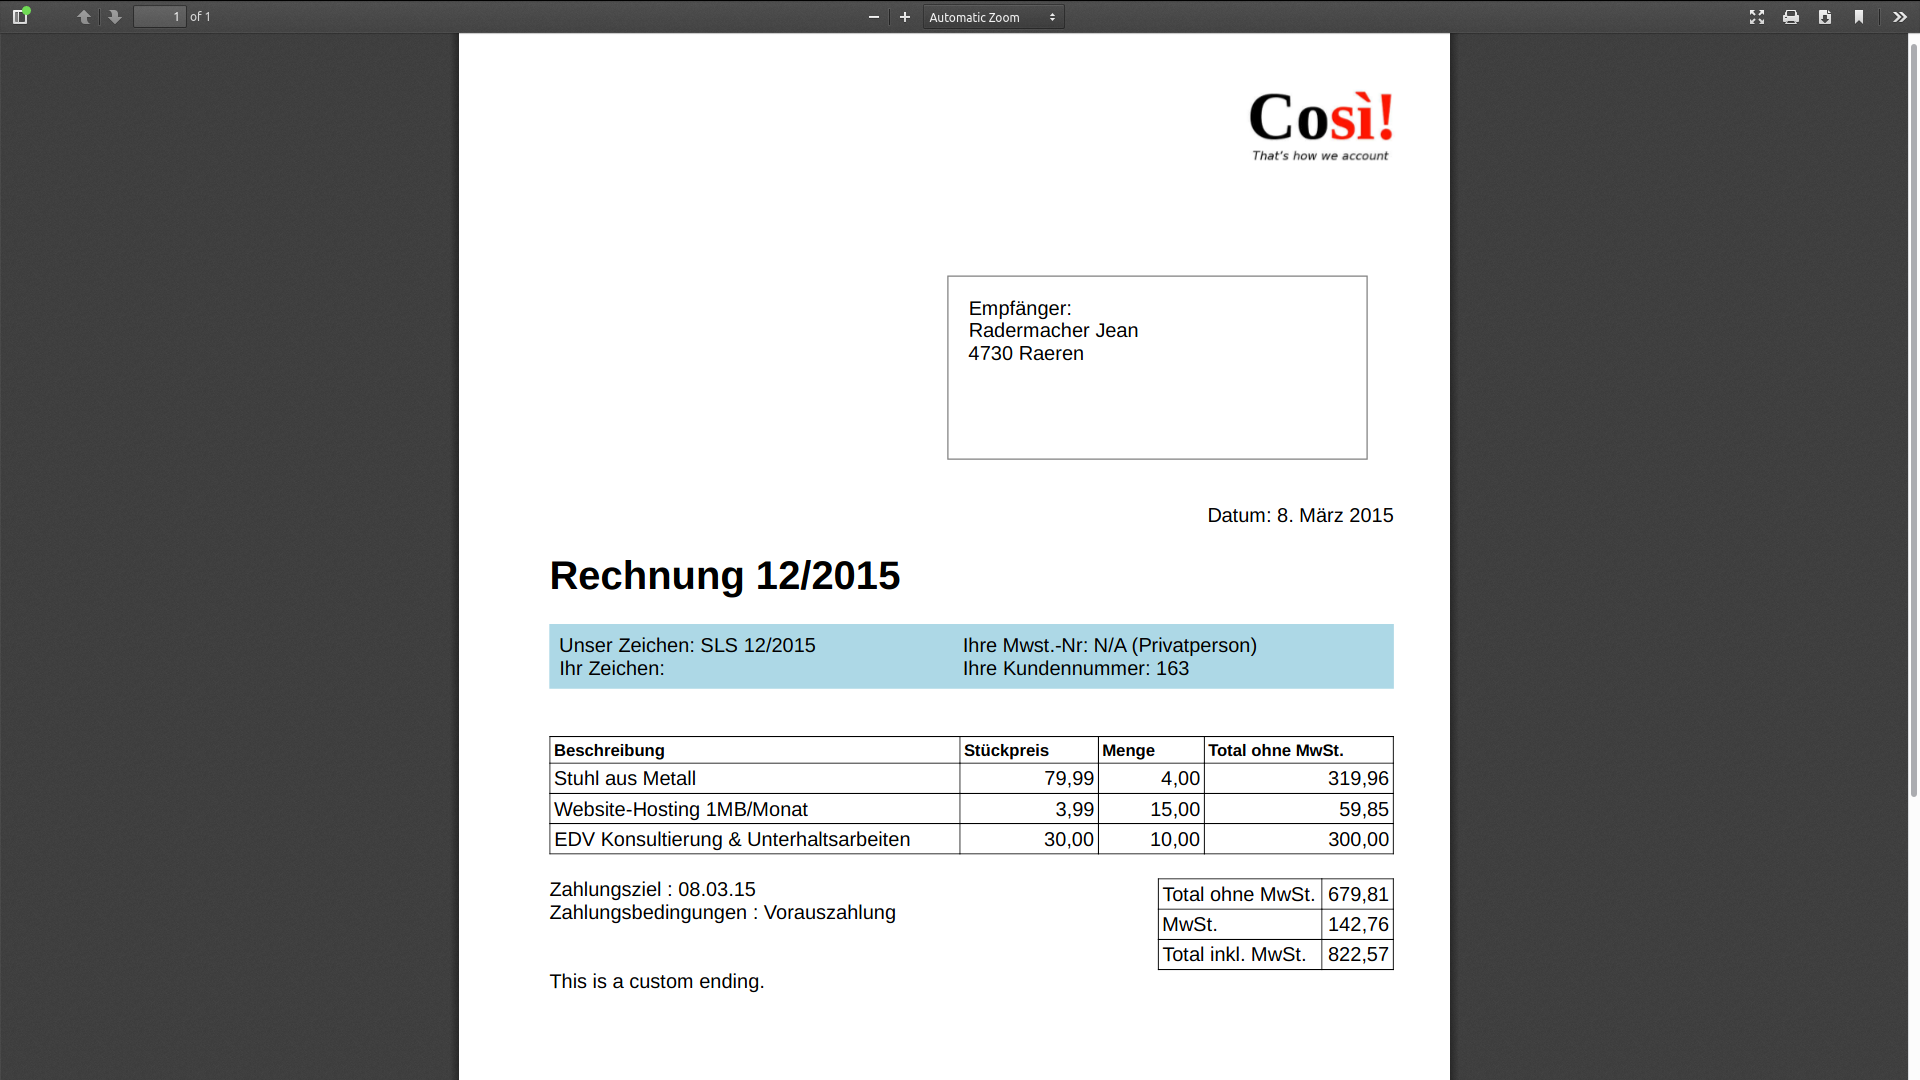 1 of 1 Automatic Zoom
Così!
That's how we account
Empfänger:
Radermacher Jean
4730 Raeren
Datum: 8. März 2015
Rechnung 12/2015
Unser Zeichen: SLS 12/2015 Ihre Mwst.-Nr: N/A (Privatperson)
Ihr Zeichen: Ihre Kundennummer: 163
Beschreibung Stückpreis Menge Total ohne MwSt.
Stuhl aus Metall 79,99 4,00 319,96
Website-Hosting 1MB/Monat 3,99 15,00 59,85
EDV Konsultierung & Unterhaltsarbeiten 30,00 10,00 300,00
Zahlungsziel : 08.03.15
Zahlungsbedingungen : Vorauszahlung
Total ohne MwSt. 679,81
MwSt. 142,76
Total inkl. MwSt. 822,57
This is a custom ending.